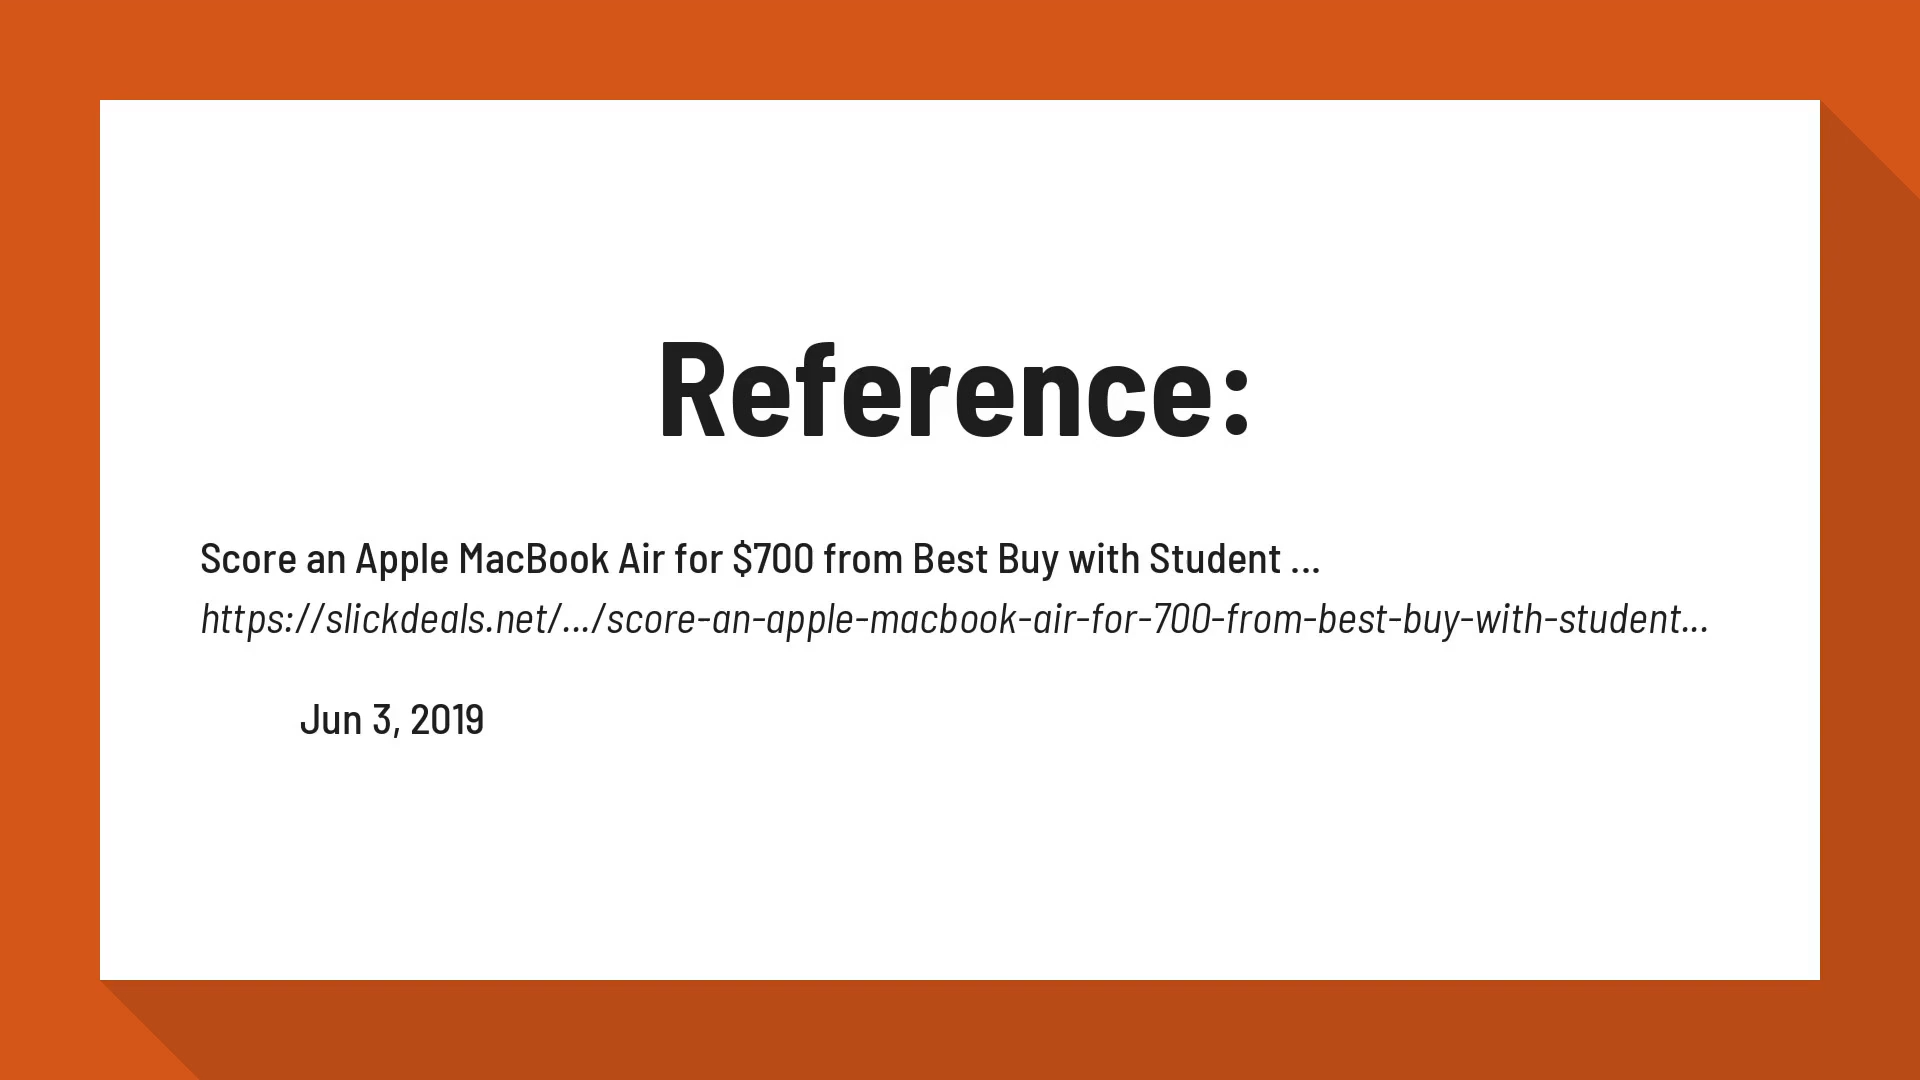 Reference:
Score an Apple MacBook Air for $700 from Best Buy with Student ...
https://slickdeals.net/.../score-an-apple-macbook-air-for-700-from-best-buy-with-student...
Jun 3, 2019